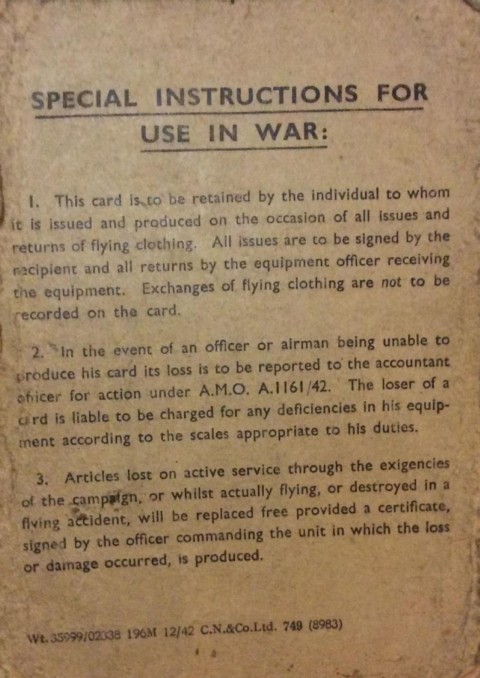 SPECIAL INSTRUCTIONS FOR
USE IN WAR:
1. This card is to be retained by the individual to whom
it is issued and produced on the occasion of all issues and
returns of flying clothing. All issues are to be signed by the
recipient and all returns by the equipment officer receiving
the equipment. Exchanges of flying clothing are not to be
recorded on the card.
2. In the event of an officer or airman being unable to
produce his card its loss is to be reported to the accountant
officer for action under A.M.O. A.1161/42. The loser of a
card is liable to be charged for any deficiencies in his equip-
ment according to the scales appropriate to his duties.
3. Articles lost on active service through the exigencies
of the campaign, or whilst actually flying, or destroyed in a
flying accident, will be replaced free provided a certificate,
signed by the officer commanding the unit in which the loss
or damage occurred, is produced.
Wt. 35999/02338 196M 12/42 C.N.&Co.Ltd. 749 (8983)